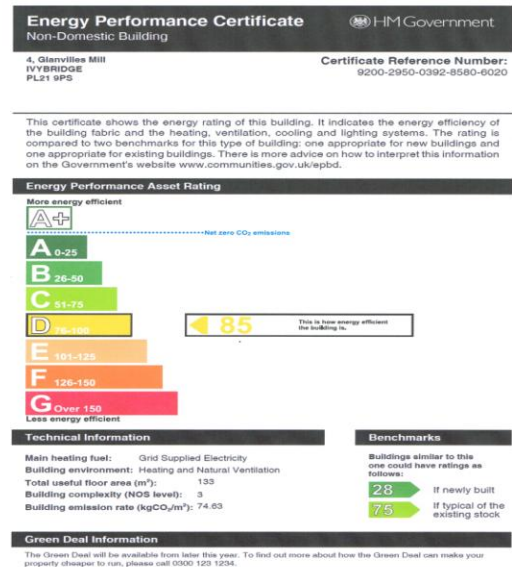 Energy Performance Certificate
HM Government
Non-Domestic Building
4, Glanvilles Mill
IVYBRIDGE
PL21 9PS
Certificate Reference Number:
9200-2950-0392-8580-6020
This certificate shows the energy rating of this building. It indicates the energy efficiency of
the building fabric and the heating, ventilation, cooling and lighting systems. The rating is
compared to two benchmarks for this type of building: one appropriate for new buildings and
one appropriate for existing buildings. There is more advice on how to interpret this information
on the Government's website www.communities.gov.uk/epbd.
Energy Performance Asset Rating
More energy efficient
A+
Net zero CO₂ emissions
A 0-25
B 26-50
C 51-75
D 76-100
85
This is how energy efficient
the building is.
E 101-125
F 126-150
G Over 150
Less energy efficient
Technical Information
Main heating fuel: Grid Supplied Electricity
Building environment: Heating and Natural Ventilation
Total useful floor area (m²): 133
Building complexity (NOS level): 3
Building emission rate (kgCO₂/m²): 74.63
Benchmarks
Buildings similar to this
one could have ratings as
follows:
28 If newly built
75 If typical of the
existing stock
Green Deal Information
The Green Deal will be available from later this year. To find out more about how the Green Deal can make your
property cheaper to run, please call 0300 123 1234.